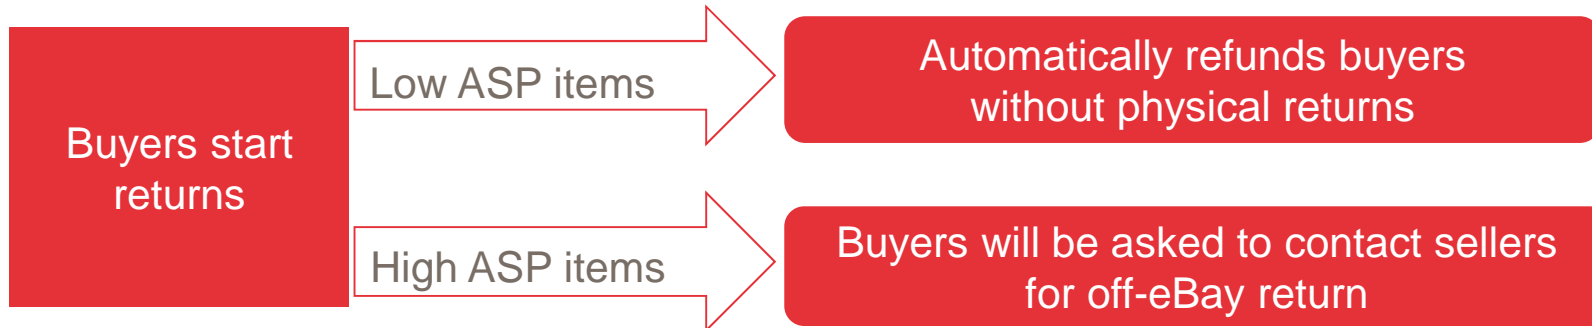 Buyers start
returns
Low ASP items
Automatically refunds buyers
without physical returns
High ASP items
Buyers will be asked to contact sellers
for off-eBay return